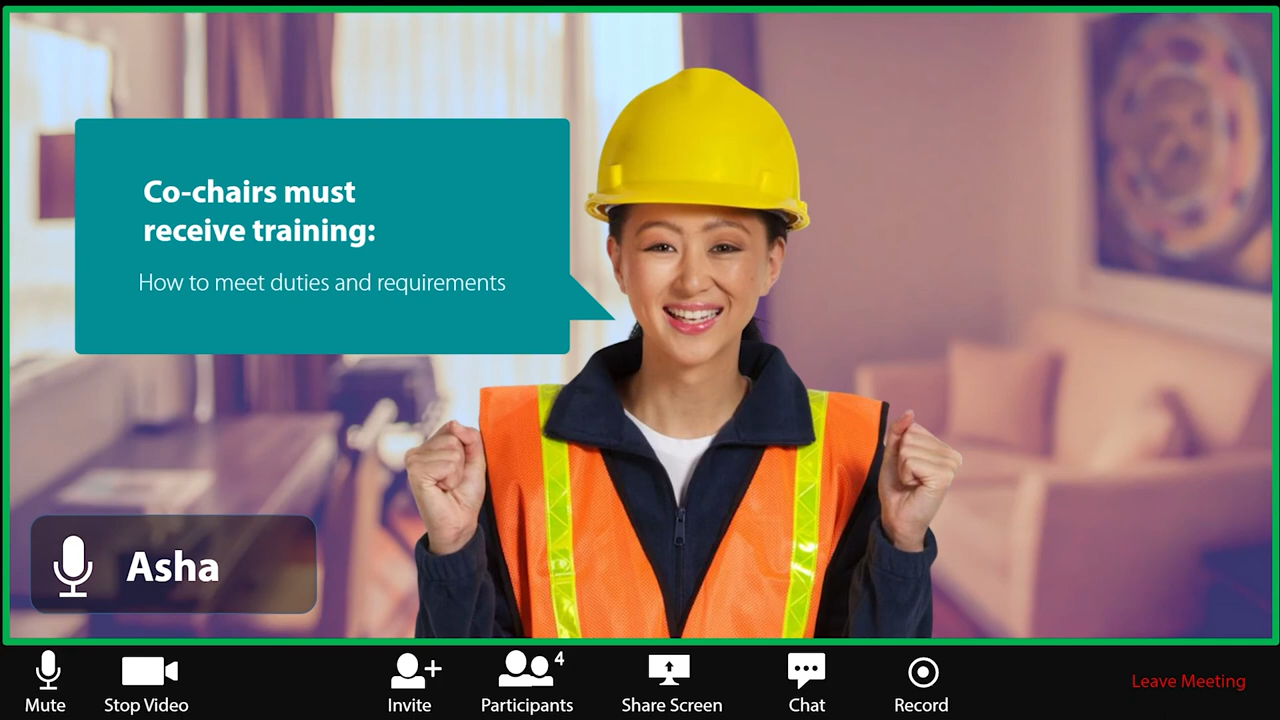 Co-chairs must
receive training:
How to meet duties and requirements
Asha
4
Mute
Stop Video
Invite
Participants
Share Screen
Chat
Record
Leave Meeting